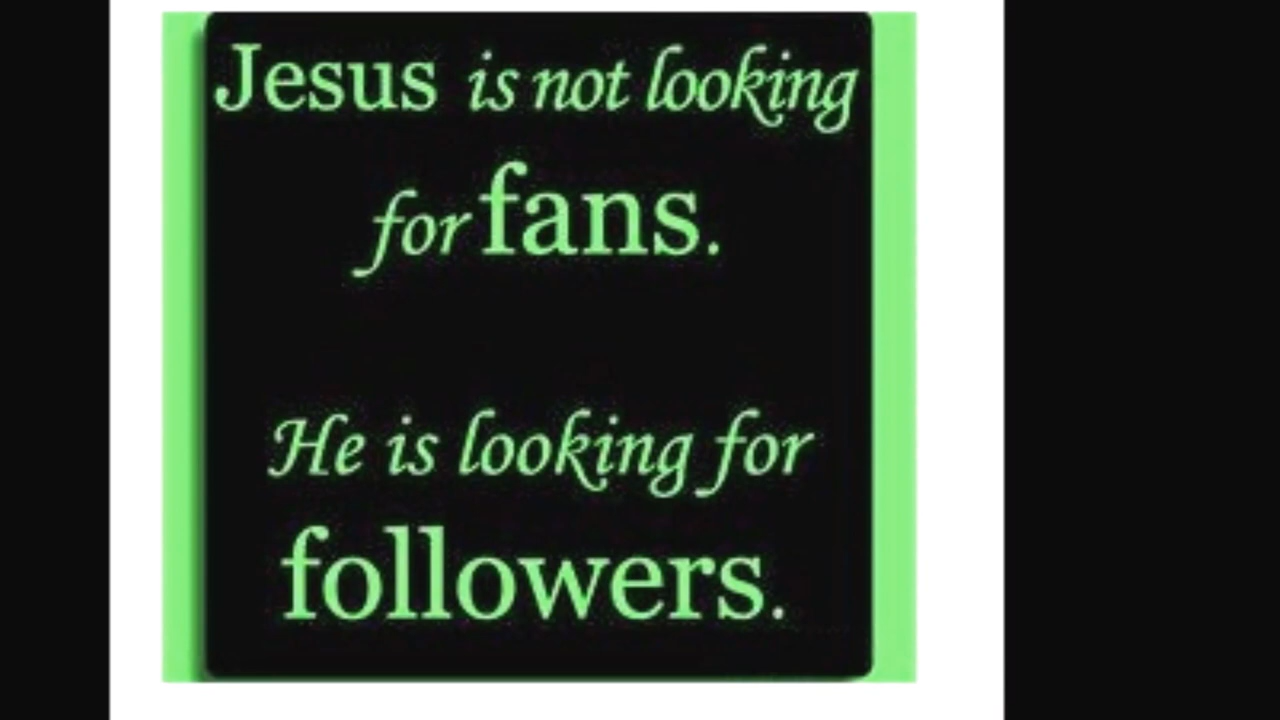 Jesus is not looking
for fans.
He is looking for
followers.